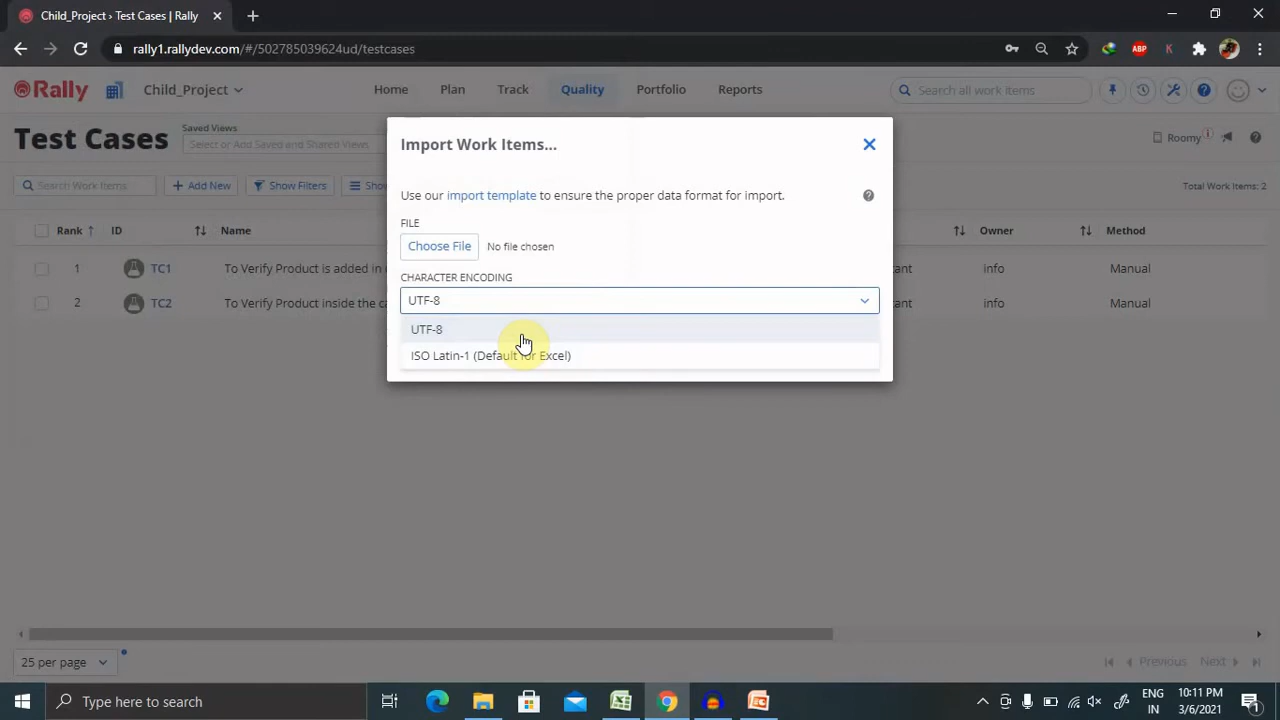 Child_Project › Test Cases | Rally
rally1.rallydev.com/#/502785039624ud/testcases
ABP
K
Rally
Child_Project
Home
Plan
Track
Quality
Portfolio
Reports
Search all work items
Test Cases
Saved Views
Select or Add Saved and Shared Views
Roomy
Search Work Items
+ Add New
Show Filters
Total Work Items: 2
Import Work Items...
Use our import template to ensure the proper data format for import.
FILE
Choose File
No file chosen
CHARACTER ENCODING
UTF-8
UTF-8
ISO Latin-1 (Default for Excel)
Rank
ID
Name
Owner
Method
1
TC1
To Verify Product is added in
info
Manual
2
TC2
To Verify Product inside the
info
Manual
25 per page
Previous
Next
Type here to search
ENG
IN
10:11 PM
3/6/2021
1